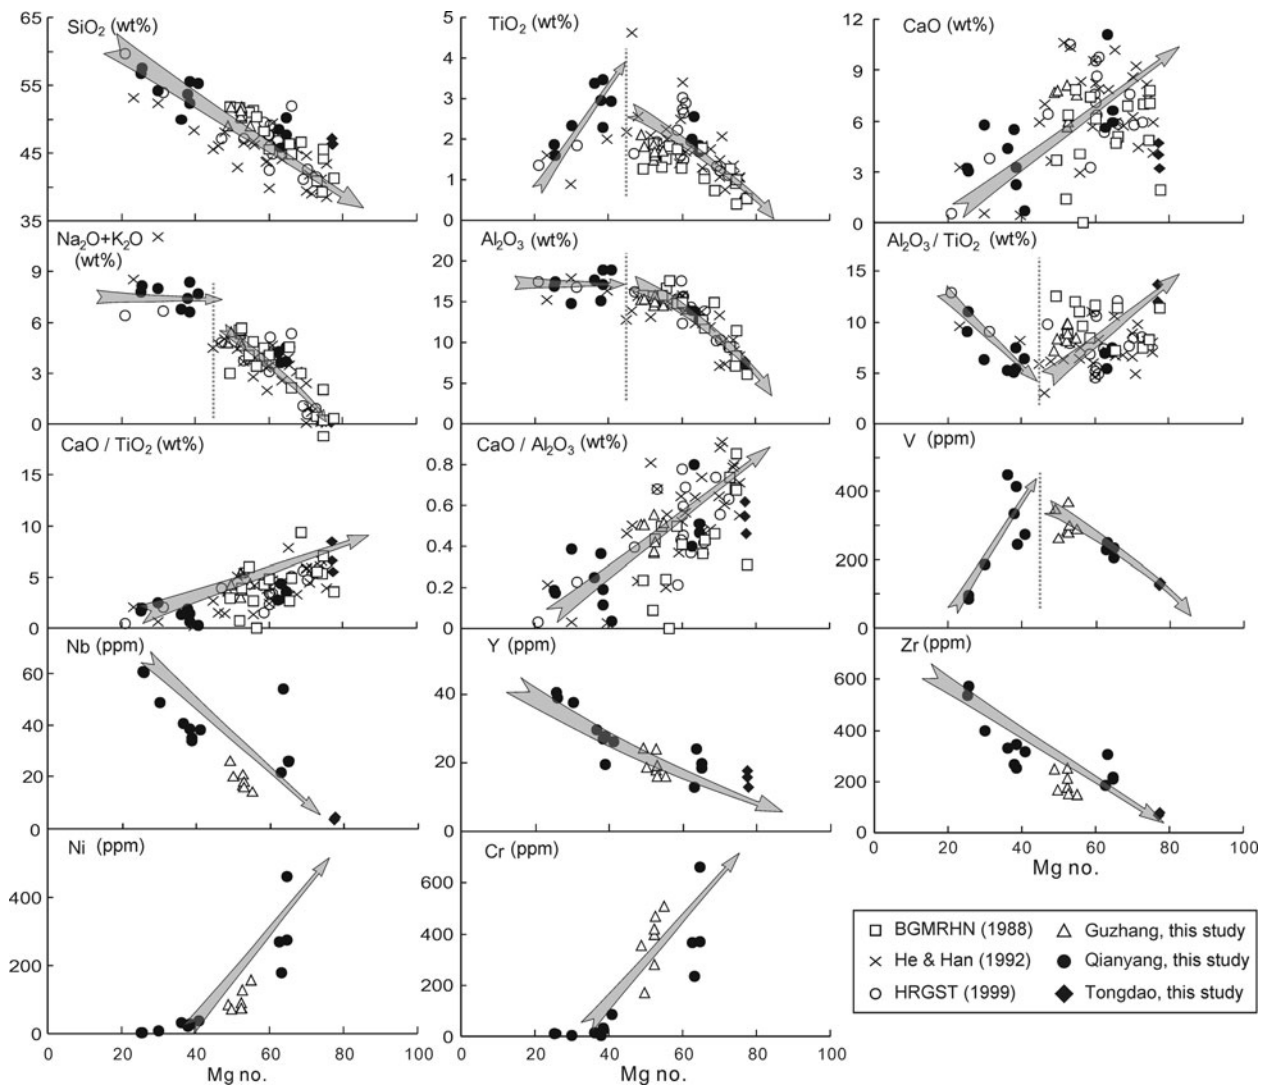 SiO2 (wt%)
65
55
45
35
TiO2 (wt%)
5
4
3
2
1
0
CaO (wt%)
12
9
6
3
0
Na2O+K2O
(wt%)
9
6
3
0
Al2O3 (wt%)
20
15
10
5
0
Al2O3 / TiO2 (wt%)
15
10
5
0
CaO / TiO2 (wt%)
15
10
5
0
CaO / Al2O3 (wt%)
0.8
0.6
0.4
0.2
0
V (ppm)
400
200
0
Nb (ppm)
60
40
20
0
Y (ppm)
40
20
0
Zr (ppm)
600
400
200
0
0 20 40 60 80 100
Mg no.
Ni (ppm)
400
200
0
0 20 40 60 80 100
Mg no.
Cr (ppm)
600
400
200
0
0 20 40 60 80 100
Mg no.
BGMRHN (1988)
He & Han (1992)
HRGST (1999)
Guzhang, this study
Qianyang, this study
Tongdao, this study